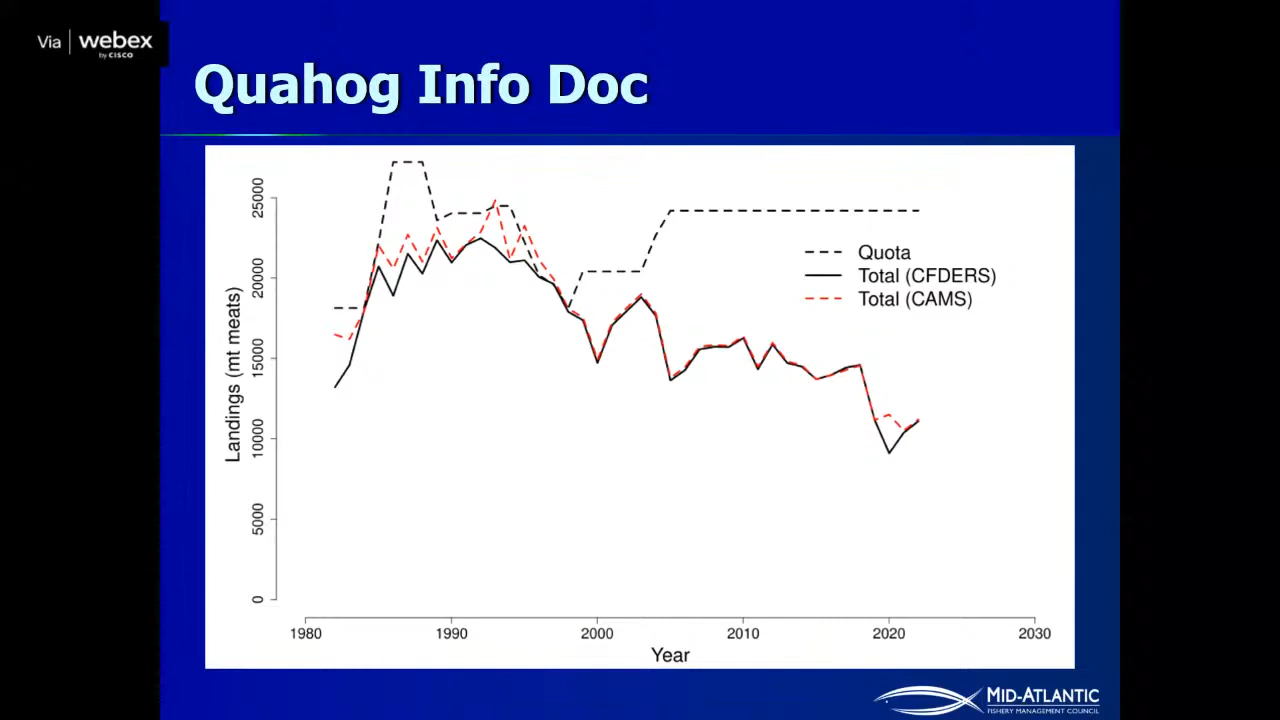 Via webex
by CISCO
Quahog Info Doc
25000
20000
15000
10000
5000
0
Landings (mt meats)
Quota
Total (CFDERS)
Total (CAMS)
1980 1990 2000 2010 2020 2030
Year
MID-ATLANTIC
FISHERY MANAGEMENT COUNCIL